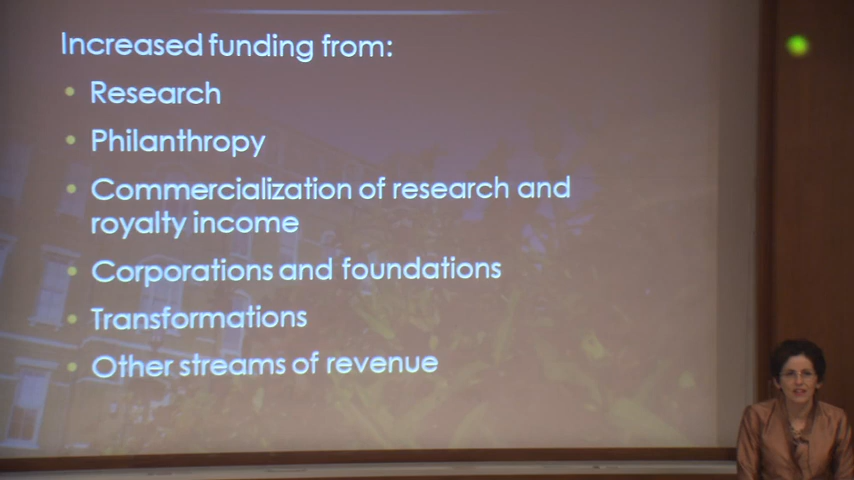 Increased funding from:
• Research
• Philanthropy
• Commercialization of research and
royalty income
• Corporations and foundations
• Transformations
• Other streams of revenue